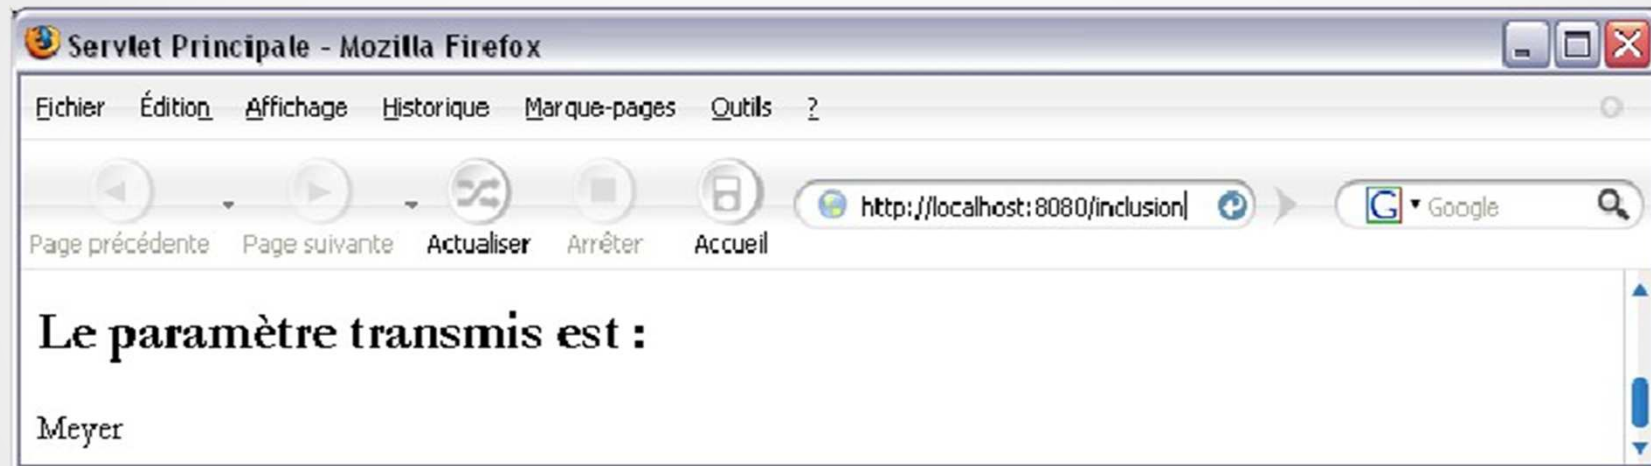 Servlet Principale - Mozilla Firefox
Fichier Édition Affichage Historique Marque-pages Outils ?
http://localhost:8080/inclusion
G Google
Page précédente Page suivante Actualiser Arrêter Accueil
Le paramètre transmis est :
Meyer